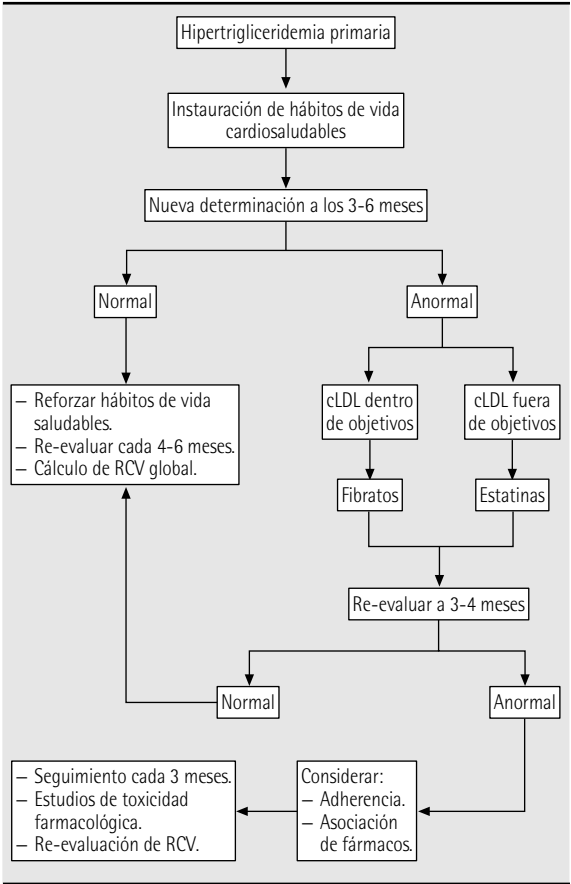 Hipertrigliceridemia primaria
Instauración de hábitos de vida
cardiosaludables
Nueva determinación a los 3-6 meses
Normal
Anormal
– Reforzar hábitos de vida
saludables.
– Re-evaluar cada 4-6 meses.
– Cálculo de RCV global.
cLDL dentro
de objetivos
cLDL fuera
de objetivos
Fibratos
Estatinas
Re-evaluar a 3-4 meses
Normal
Anormal
– Seguimiento cada 3 meses.
– Estudios de toxicidad
farmacológica.
– Re-evaluación de RCV.
Considerar:
– Adherencia.
– Asociación
de fármacos.